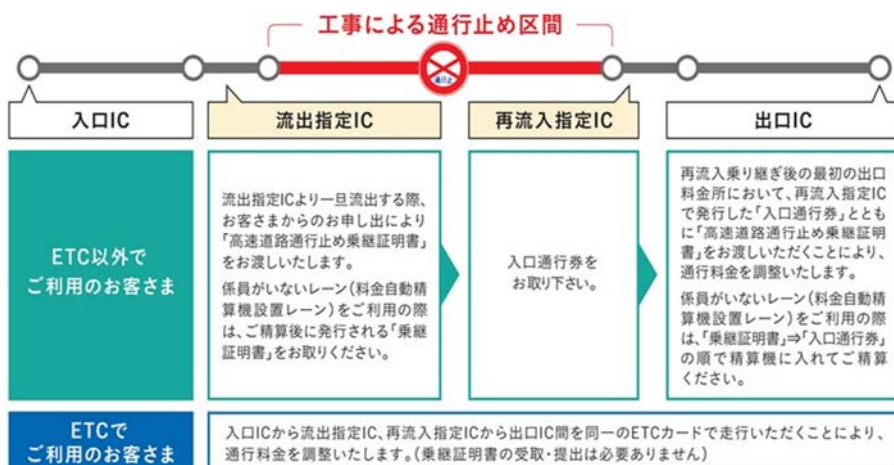 工事による通行止め区間
通行止
入口IC
流出指定IC
再流入指定IC
出口IC
ETC以外で
ご利用のお客さま
流出指定ICより一旦流出する際、
お客さまからのお申し出により
「高速道路通行止め乗継証明書」
をお渡しいたします。
係員がいないレーン(料金自動精
算機設置レーン)をご利用の際
は、ご精算後に発行される「乗継
証明書」をお取りください。
入口通行券を
お取り下さい。
再流入乗り継ぎ後の最初の出口
料金所において、再流入指定IC
で発行した「入口通行券」ととも
に「高速道路通行止め乗継証明
書」をお渡しいただくことにより、
通行料金を調整いたします。
係員がいないレーン(料金自動精
算機設置レーン)をご利用の際
は、「乗継証明書」⇒「入口通行券」
の順で精算機に入れてご精算
ください。
ETCで
ご利用のお客さま
入口ICから流出指定IC、再流入指定ICから出口IC間を同一のETCカードで走行いただくことにより、
通行料金を調整いたします。(乗継証明書の受取・提出は必要ありません)